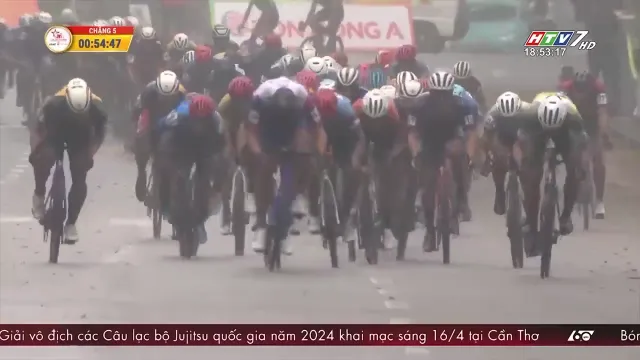 CHẶNG 5
00:54:47
HTV7 HD
18:53:17
ĐÔNG Á
Giải vô địch các Câu lạc bộ Jujitsu quốc gia năm 2024 khai mạc sáng 16/4 tại Cần Thơ